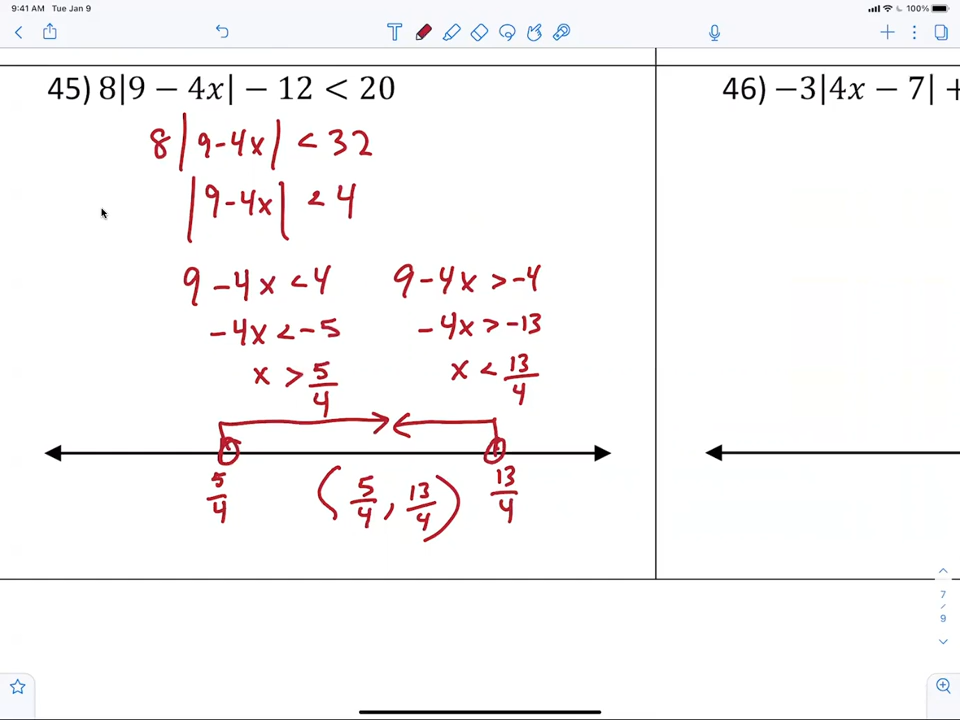 9:41 AM Tue Jan 9
100%
45) 8|9 − 4x| − 12 < 20
46) −3|4x − 7| +
8|9-4x| < 32
|9-4x| < 4
9-4x<4 9-4x>-4
-4x<-5 -4x>-13
x > 5/4 x < 13/4
5/4 (5/4, 13/4) 13/4
7
/
9